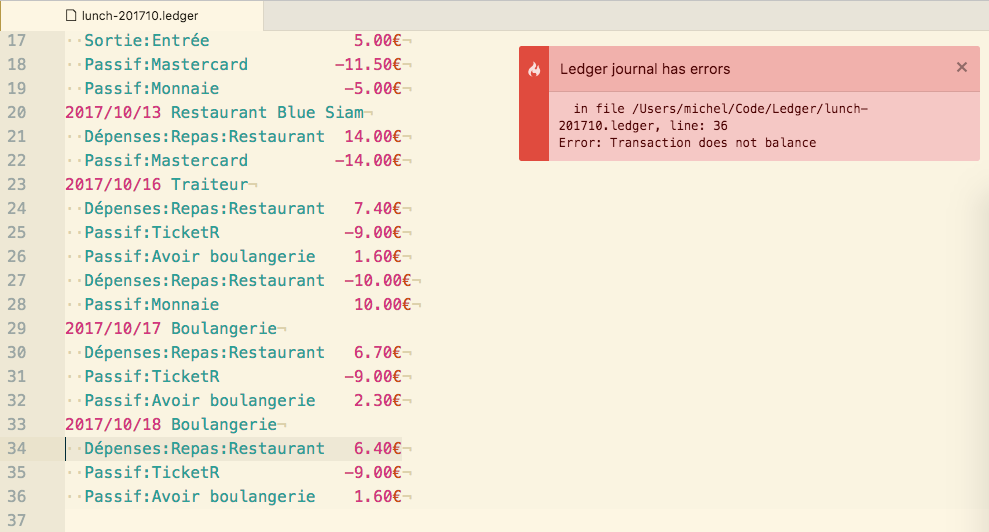 lunch-201710.ledger
17 Sortie:Entrée 5.00€
18 Passif:Mastercard -11.50€
19 Passif:Monnaie -5.00€
20 2017/10/13 Restaurant Blue Siam
21 Dépenses:Repas:Restaurant 14.00€
22 Passif:Mastercard -14.00€
23 2017/10/16 Traiteur
24 Dépenses:Repas:Restaurant 7.40€
25 Passif:TicketR -9.00€
26 Passif:Avoir boulangerie 1.60€
27 Dépenses:Repas:Restaurant -10.00€
28 Passif:Monnaie 10.00€
29 2017/10/17 Boulangerie
30 Dépenses:Repas:Restaurant 6.70€
31 Passif:TicketR -9.00€
32 Passif:Avoir boulangerie 2.30€
33 2017/10/18 Boulangerie
34 Dépenses:Repas:Restaurant 6.40€
35 Passif:TicketR -9.00€
36 Passif:Avoir boulangerie 1.60€
37
Ledger journal has errors
in file /Users/michel/Code/Ledger/lunch-
201710.ledger, line: 36
Error: Transaction does not balance